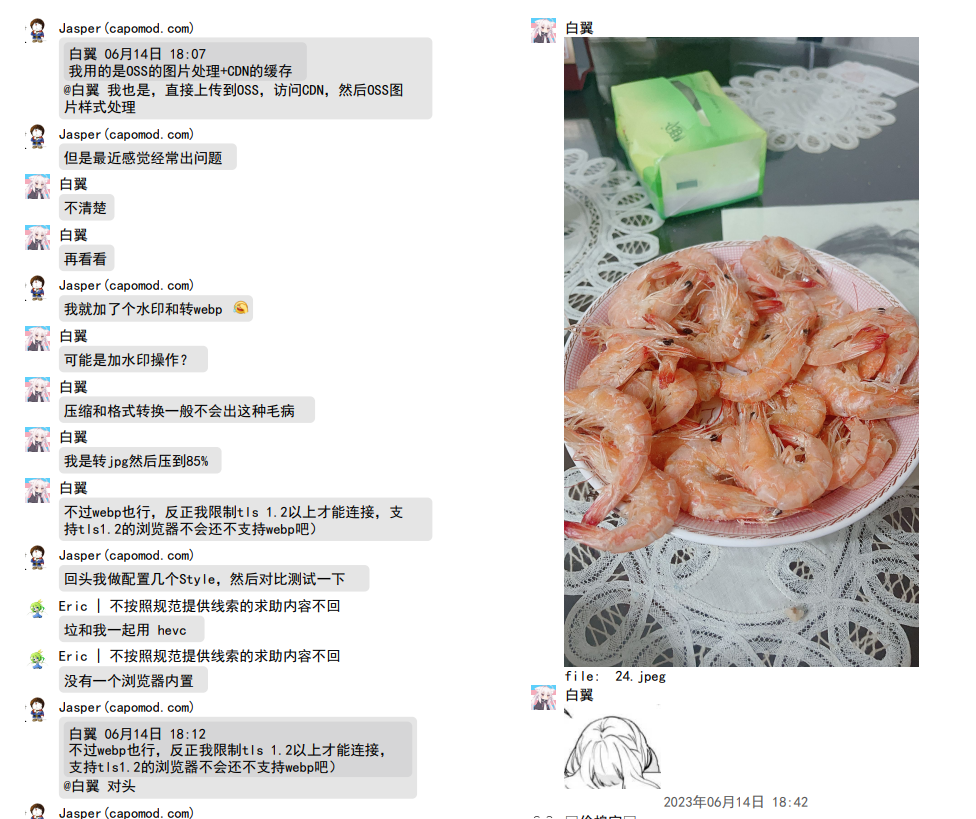 Jasper(capomod.com)
白翼 06月14日 18:07
我用的是OSS的图片处理+CDN的缓存
@白翼 我也是，直接上传到OSS，访问CDN，然后OSS图
片样式处理
Jasper(capomod.com)
但是最近感觉经常出问题
白翼
不清楚
白翼
再看看
Jasper(capomod.com)
我就加了个水印和转webp
白翼
可能是加水印操作？
白翼
压缩和格式转换一般不会出这种毛病
白翼
我是转jpg然后压到85%
白翼
不过webp也行，反正我限制tls 1.2以上才能连接，支
持tls1.2的浏览器不会还不支持webp吧）
Jasper(capomod.com)
回头我做配置几个Style，然后对比测试一下
Eric | 不按照规范提供线索的求助内容不回
垃和我一起用 hevc
Eric | 不按照规范提供线索的求助内容不回
没有一个浏览器内置
Jasper(capomod.com)
白翼 06月14日 18:12
不过webp也行，反正我限制tls 1.2以上才能连接，
支持tls1.2的浏览器不会还不支持webp吧）
@白翼 对头
Jasper(capomod.com)
白翼
file: 24.jpeg
白翼
2023年06月14日 18:42